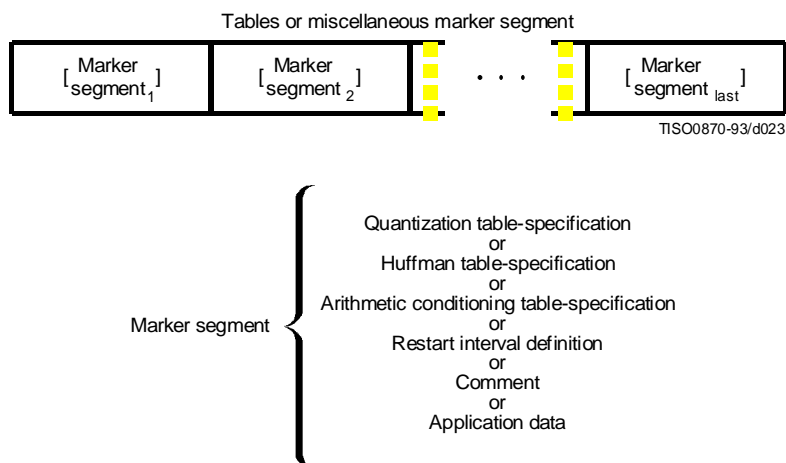 Tables or miscellaneous marker segment
[ Marker segment 1 ] [ Marker segment 2 ] . . . [ Marker segment last ]
TISO0870-93/d023
Quantization table-specification
or
Huffman table-specification
or
Arithmetic conditioning table-specification
or
Marker segment
Restart interval definition
or
Comment
or
Application data